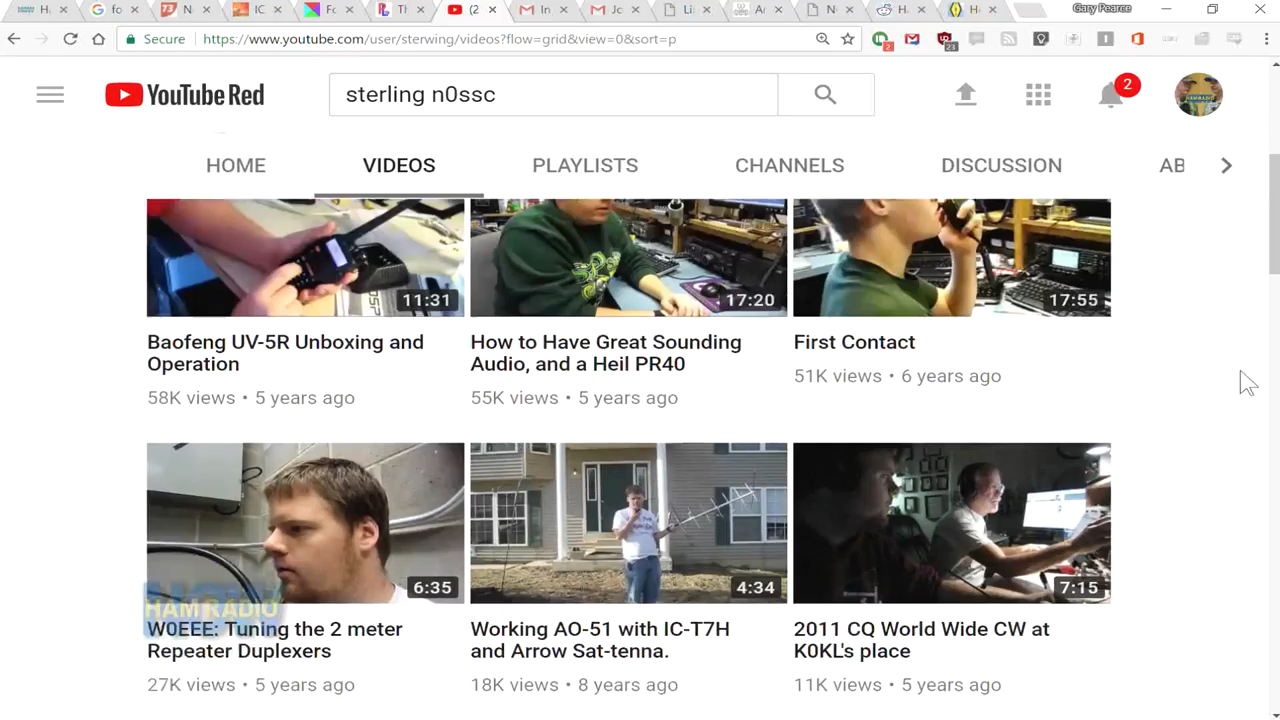 Gary Pearce
Secure https://www.youtube.com/user/sterwing/videos?flow=grid&view=0&sort=p
2
23
YouTube Red
sterling n0ssc
2
HOME VIDEOS PLAYLISTS CHANNELS DISCUSSION AB
11:31 17:20 17:55
Baofeng UV-5R Unboxing and
Operation
58K views • 5 years ago
How to Have Great Sounding
Audio, and a Heil PR40
55K views • 5 years ago
First Contact
51K views • 6 years ago
6:35 4:34 7:15
HAM RADIO
W0EEE: Tuning the 2 meter
Repeater Duplexers
27K views • 5 years ago
Working AO-51 with IC-T7H
and Arrow Sat-tenna.
18K views • 8 years ago
2011 CQ World Wide CW at
K0KL's place
11K views • 5 years ago